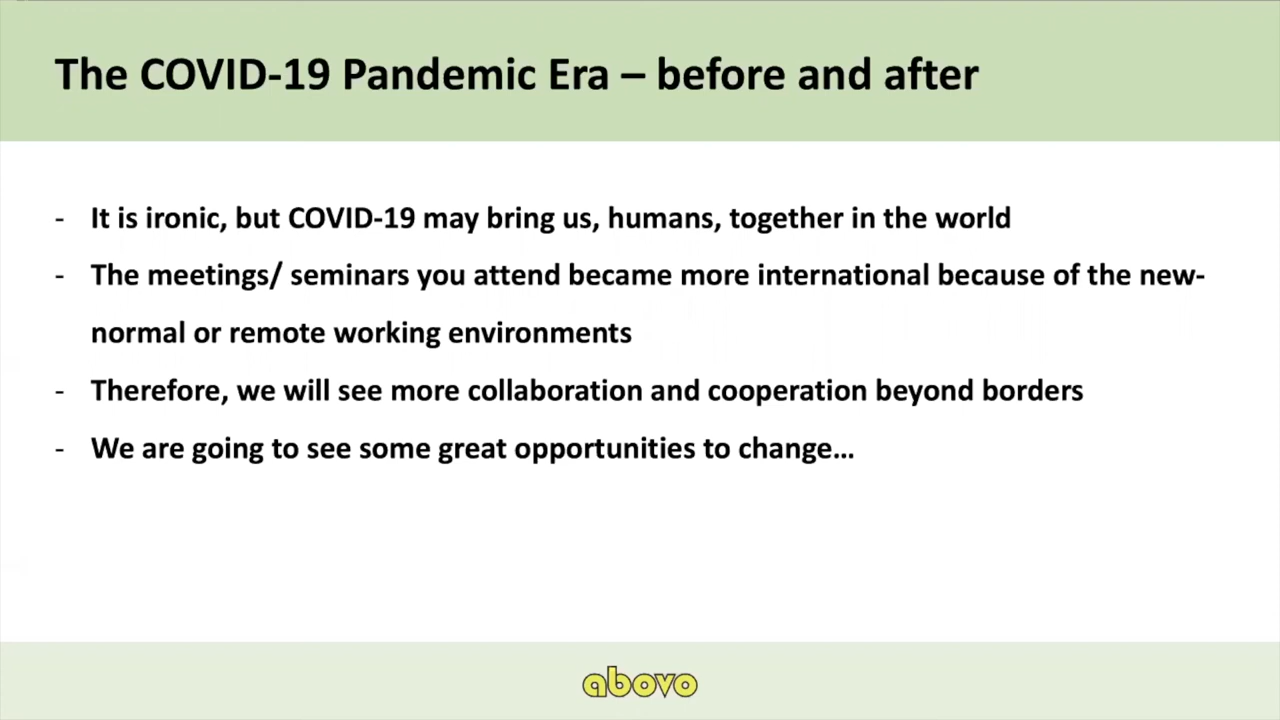 The COVID-19 Pandemic Era – before and after
- It is ironic, but COVID-19 may bring us, humans, together in the world
- The meetings/ seminars you attend became more international because of the new-
normal or remote working environments
- Therefore, we will see more collaboration and cooperation beyond borders
- We are going to see some great opportunities to change…
abovo